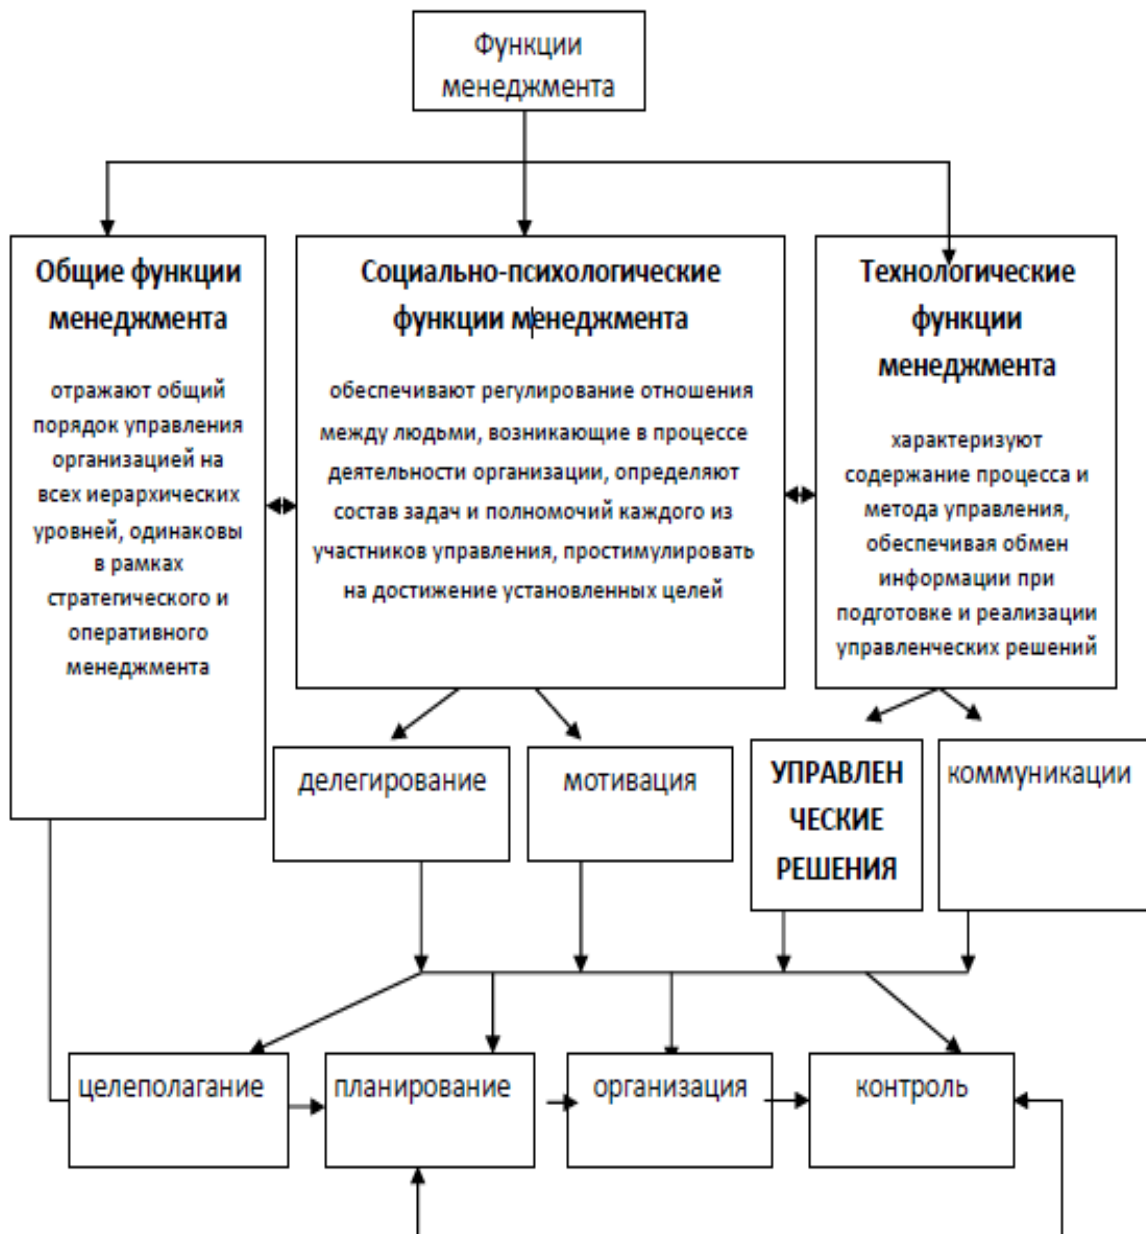 Функции
менеджмента
Общие функции
менеджмента
отражают общий
порядок управления
организацией на
всех иерархических
уровней, одинаковы
в рамках
стратегического и
оперативного
менеджмента
Социально-психологические
функции менеджмента
обеспечивают регулирование отношения
между людьми, возникающие в процессе
деятельности организации, определяют
состав задач и полномочий каждого из
участников управления, простимулировать
на достижение установленных целей
Технологические
функции
менеджмента
характеризуют
содержание процесса и
метода управления,
обеспечивая обмен
информации при
подготовке и реализации
управленческих решений
делегирование
мотивация
УПРАВЛЕН
ЧЕСКИЕ
РЕШЕНИЯ
коммуникации
целеполагание
планирование
организация
контроль